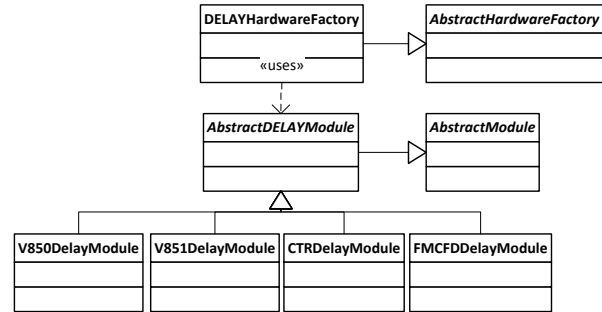 DELAYHardwareFactory
AbstractHardwareFactory
«uses»
AbstractDELAYModule
AbstractModule
V850DelayModule
V851DelayModule
CTRDelayModule
FMCFDDelayModule